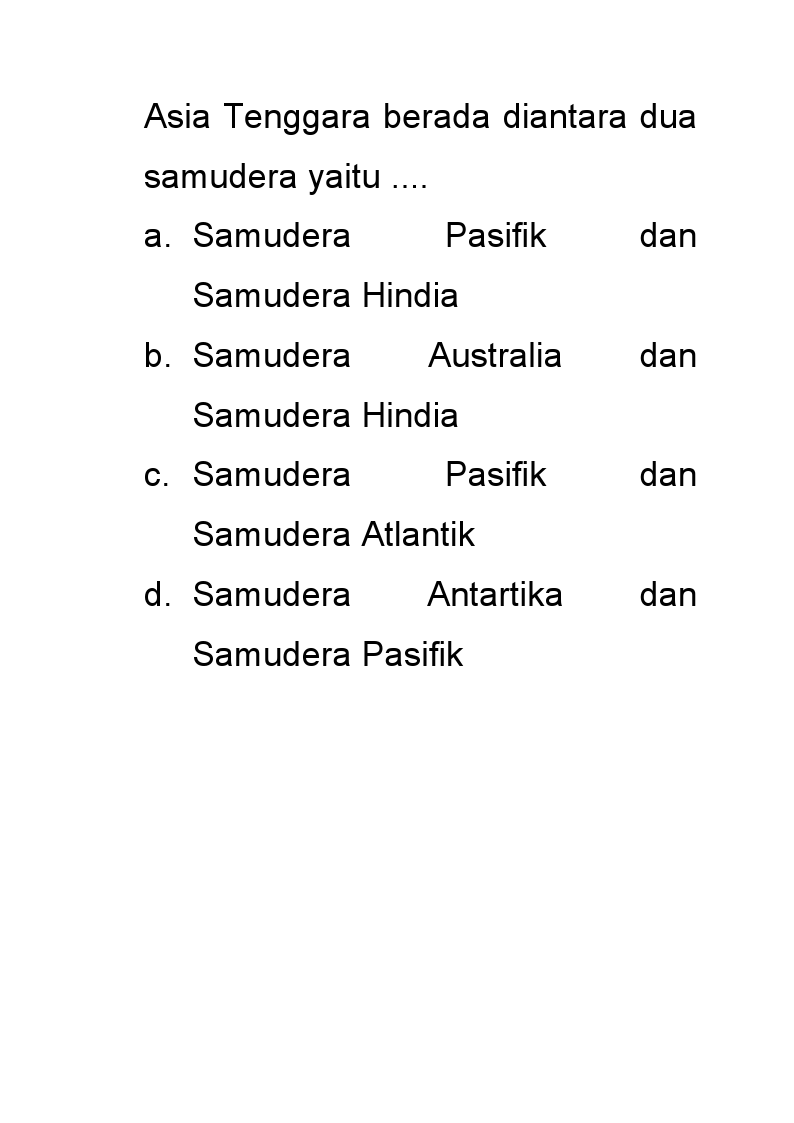 Asia Tenggara berada diantara dua
samudera yaitu ....
a. Samudera Pasifik dan
Samudera Hindia
b. Samudera Australia dan
Samudera Hindia
c. Samudera Pasifik dan
Samudera Atlantik
d. Samudera Antartika dan
Samudera Pasifik